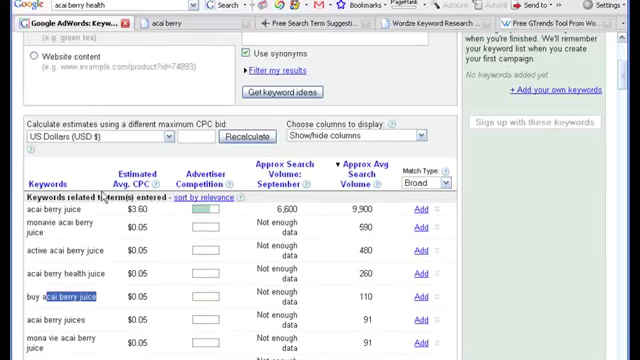 Google acai berry health Search PageRank AutoLink AutoFill Send to Settings
Google AdWords: Keyw... acai berry Free Search Term Suggestio... Wordze Keyword Research ... Free GTrends Tool From Wo...
(e.g. green tea)
Website content
(e.g. www.example.com/product?id=74893)
Use synonyms
Filter my results
Get keyword ideas
when you're finished. We'll remember
your keyword list when you create
your first campaign.
No keywords added yet
+ Add your own keywords
Sign up with these keywords
Calculate estimates using a different maximum CPC bid:
US Dollars (USD $) Recalculate
Choose columns to display:
Show/hide columns
Keywords Estimated Avg. CPC Advertiser Competition Approx Search Volume: September Approx Avg Search Volume Match Type: Broad
Keywords related to term(s) entered - sort by relevance
acai berry juice $3.60 6,600 9,900 Add
monavie acai berry juice $0.05 Not enough data 590 Add
active acai berry juice $0.05 Not enough data 480 Add
acai berry health juice $0.05 Not enough data 260 Add
buy acai berry juice $0.05 Not enough data 110 Add
acai berry juices $0.05 Not enough data 91 Add
mona vie acai berry juice $0.05 Not enough data 91 Add